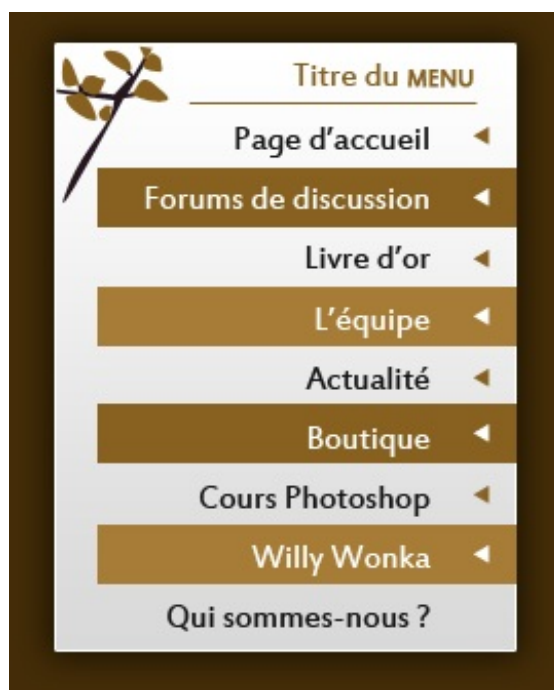 Titre du MENU
Page d’accueil
Forums de discussion
Livre d’or
L’équipe
Actualité
Boutique
Cours Photoshop
Willy Wonka
Qui sommes-nous ?